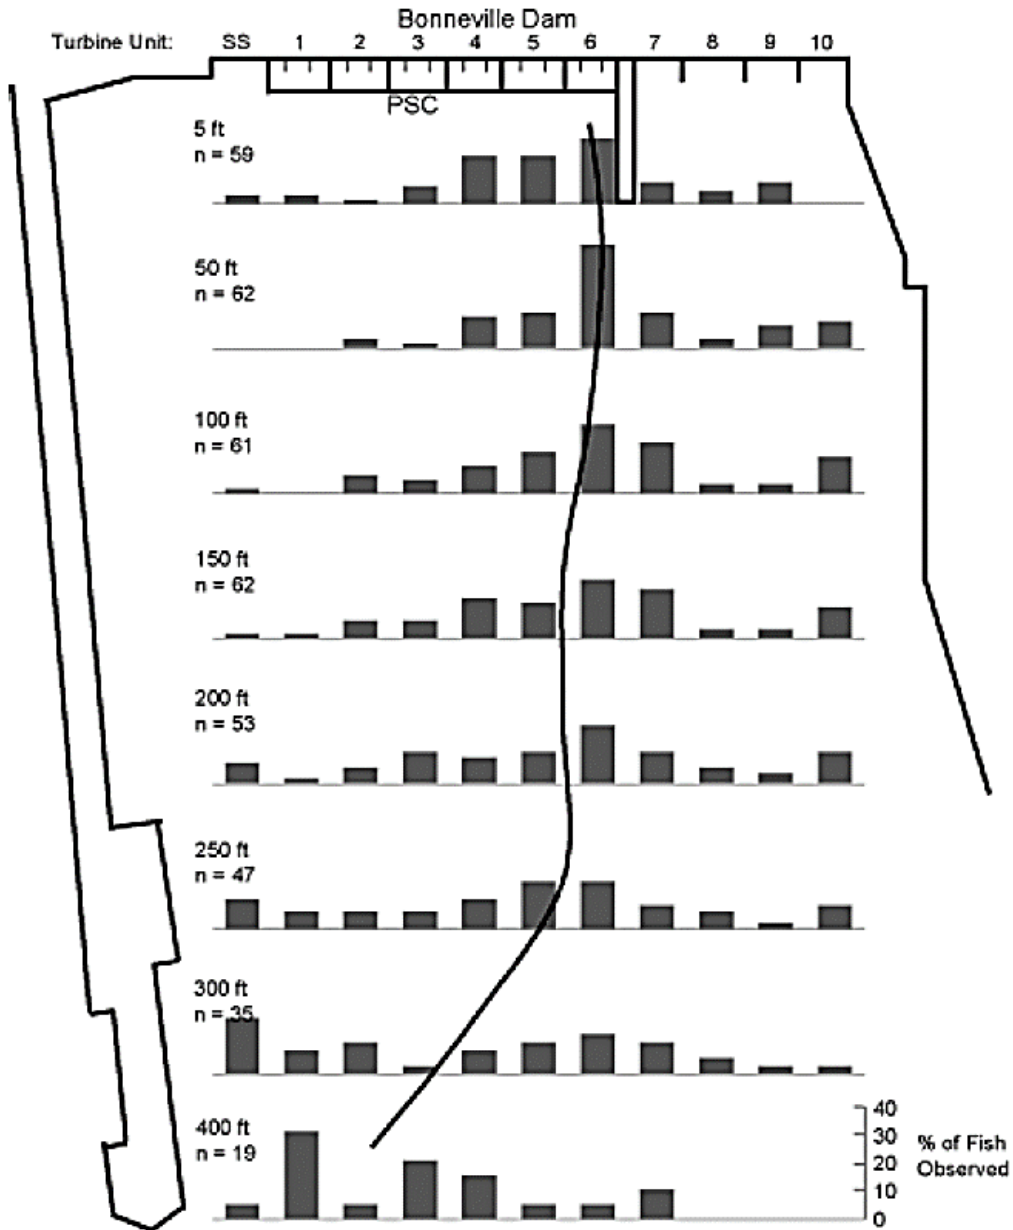 Bonneville Dam
Turbine Unit: SS 1 2 3 4 5 6 7 8 9 10
PSC
5 ft
n = 59
50 ft
n = 62
100 ft
n = 61
150 ft
n = 62
200 ft
n = 53
250 ft
n = 47
300 ft
n = 35
400 ft
n = 19
40
30
20
10
0
% of Fish
Observed